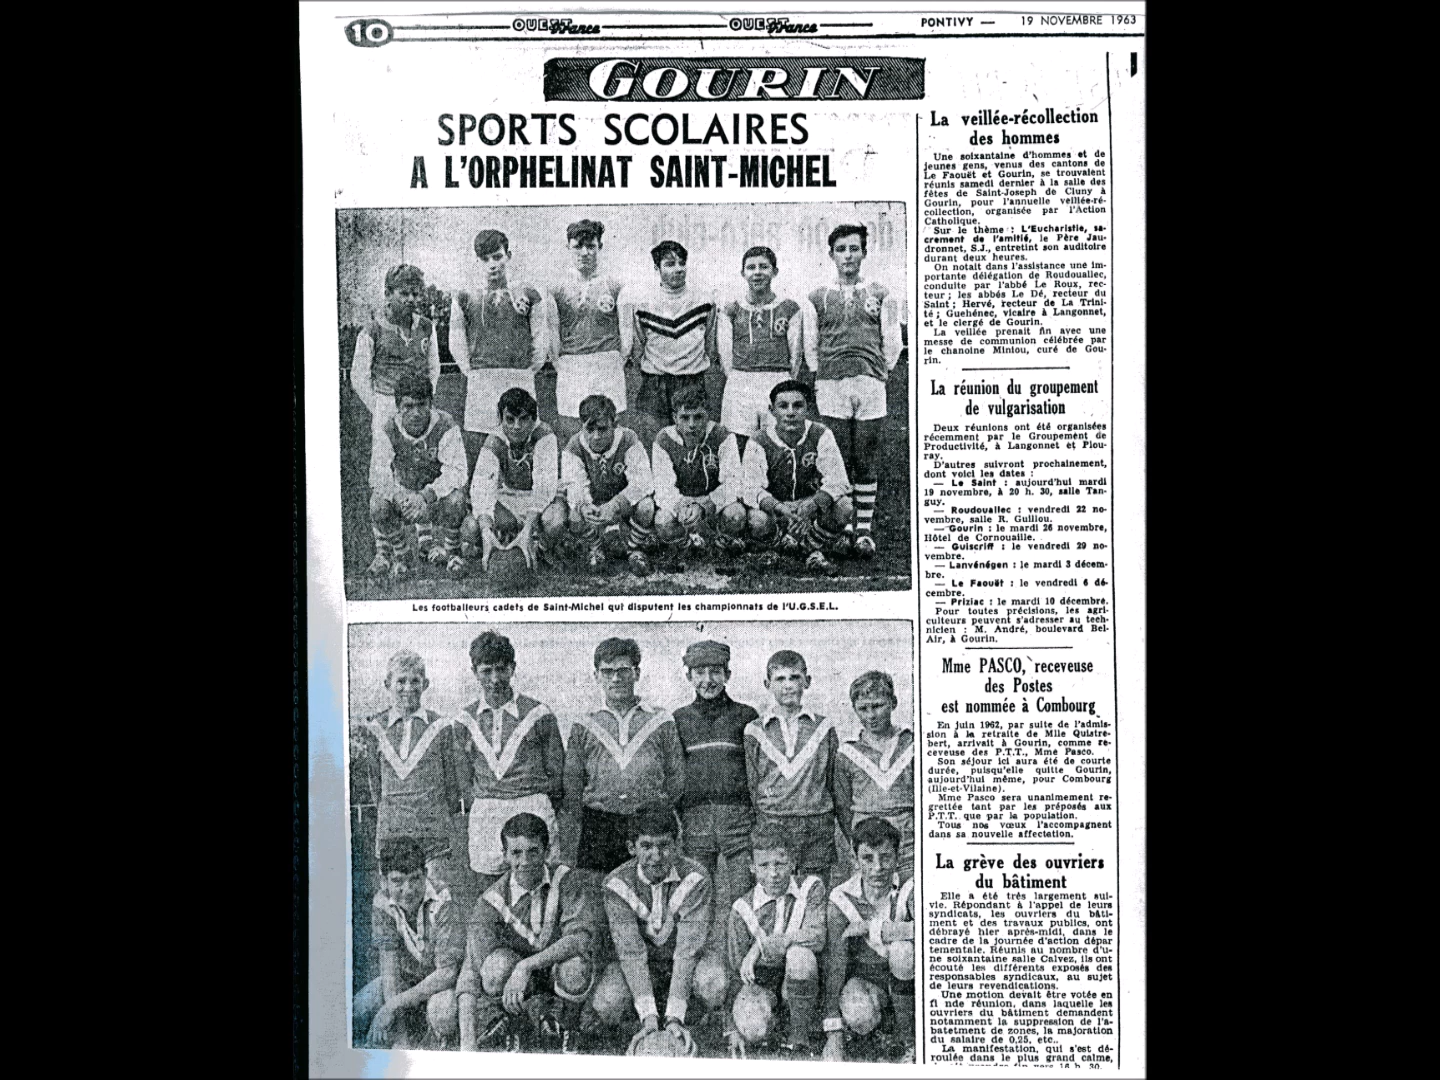 10
OUEST France
OUEST France
PONTIVY — 19 NOVEMBRE 1963
GOURIN
SPORTS SCOLAIRES
A L'ORPHELINAT SAINT-MICHEL
Les footballeurs cadets de Saint-Michel qui disputent les championnats de l'U.G.S.E.L.
La veillée-récollection
des hommes
Une soixantaine d'hommes et de
jeunes gens, venus des cantons de
Le Faouët et Gourin, se trouvaient
réunis samedi dernier à la salle des
fêtes de Saint-Joseph de Cluny à
Gourin, pour l'annuelle veillée-ré-
collection, organisée par l'Action
Catholique.
Sur le thème : L'Eucharistie, sa-
crement de l'amitié, le Père Jau-
dronnet, S.J., entretint son auditoire
durant deux heures.
On notait dans l'assistance une im-
portante délégation de Roudouallec,
conduite par l'abbé Le Roux, rec-
teur ; les abbés Le Dé, recteur du
Saint ; Hervé, recteur de La Trini-
té ; Guehénec, vicaire à Langonnet,
et le clergé de Gourin.
La veillée prenait fin avec une
messe de communion célébrée par
le chanoine Miniou, curé de Gou-
rin.
La réunion du groupement
de vulgarisation
Deux réunions ont été organisées
récemment par le Groupement de
Productivité, à Langonnet et Plou-
ray.
D'autres suivront prochainement,
dont voici les dates :
— Le Saint : aujourd'hui mardi
19 novembre, à 20 h. 30, salle Tan-
guy.
— Roudouallec : vendredi 22 no-
vembre, salle R. Guillou.
— Gourin : le mardi 26 novembre,
Hôtel de Cornouaille.
— Guiscriff : le vendredi 29 no-
vembre.
— Lanvénégen : le mardi 3 décem-
bre.
— Le Faouët : le vendredi 6 dé-
cembre.
— Priziac : le mardi 10 décembre.
Pour toutes précisions, les agri-
culteurs peuvent s'adresser au tech-
nicien : M. André, boulevard Bel-
Air, à Gourin.
Mme PASCO, receveuse
des Postes
est nommée à Combourg
En juin 1962, par suite de l'admis-
sion à la retraite de Mlle Quistre-
bert, arrivait à Gourin, comme re-
ceveuse des P.T.T., Mme Pasco.
Son séjour ici aura été de courte
durée, puisqu'elle quitte Gourin,
aujourd'hui même, pour Combourg
(Ille-et-Vilaine).
Mme Pasco sera unanimement re-
grettée tant par les préposés aux
P.T.T. que par la population.
Tous nos vœux l'accompagnent
dans sa nouvelle affectation.
La grève des ouvriers
du bâtiment
Elle a été très largement sui-
vie. Répondant à l'appel de leurs
syndicats, les ouvriers du bâti-
ment et des travaux publics, ont
débrayé hier après-midi, dans le
cadre de la journée d'action dépar
tementale. Réunis au nombre d'u-
ne soixantaine salle Calvez, ils ont
écouté les différents exposés des
responsables syndicaux, au sujet
de leurs revendications.
Une motion devait être votée en
fi nde réunion, dans laquelle les
ouvriers du bâtiment demandent
notamment la suppression de l'a-
batetment de zones, la majoration
du salaire de 0,25, etc..
La manifestation, qui s'est dé-
roulée dans le plus grand calme,